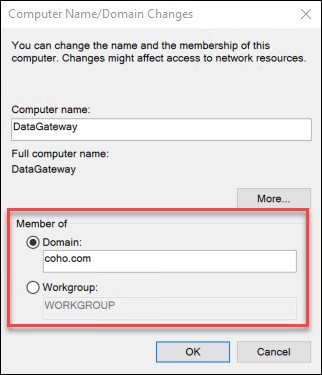 Computer Name/Domain Changes
You can change the name and the membership of this
computer. Changes might affect access to network resources.
Computer name:
DataGateway
Full computer name:
DataGateway
More...
Member of
Domain:
coho.com
Workgroup:
WORKGROUP
OK Cancel